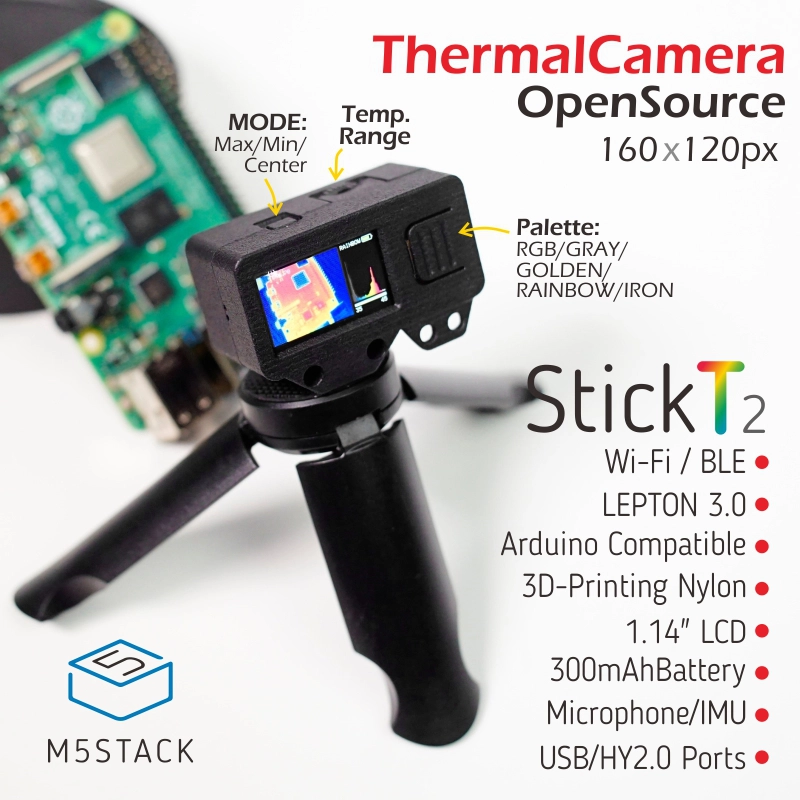 ThermalCamera
OpenSource
160x120px
MODE:
Max/Min/
Center
Temp.
Range
Palette:
RGB/GRAY/
GOLDEN/
RAINBOW/IRON
RAINBOW
StickT2
Wi-Fi / BLE
LEPTON 3.0
Arduino Compatible
3D-Printing Nylon
1.14" LCD
300mAhBattery
Microphone/IMU
USB/HY2.0 Ports
5
M5STACK